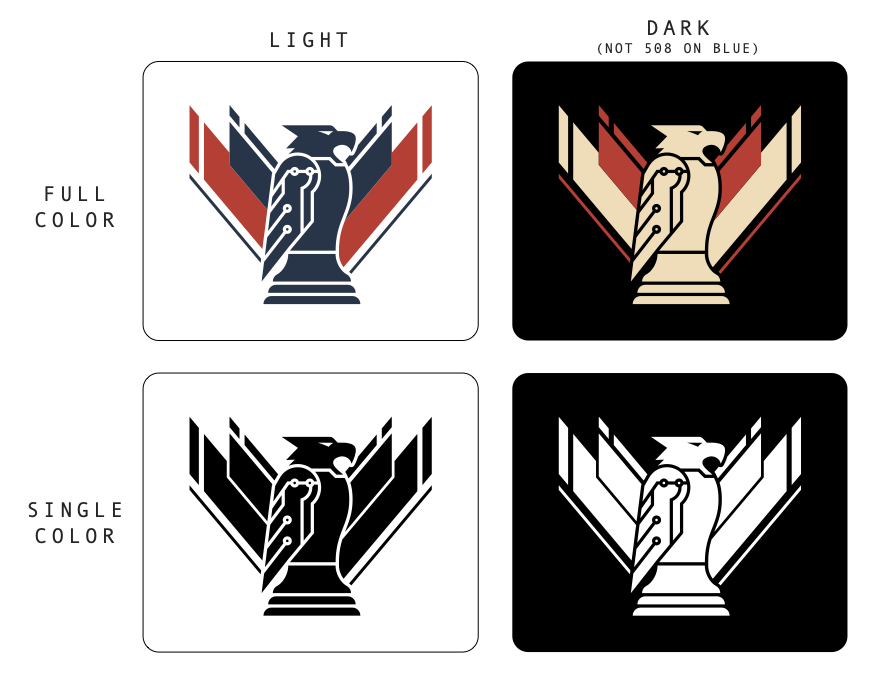 LIGHT
DARK
(NOT 508 ON BLUE)
FULL
COLOR
SINGLE
COLOR